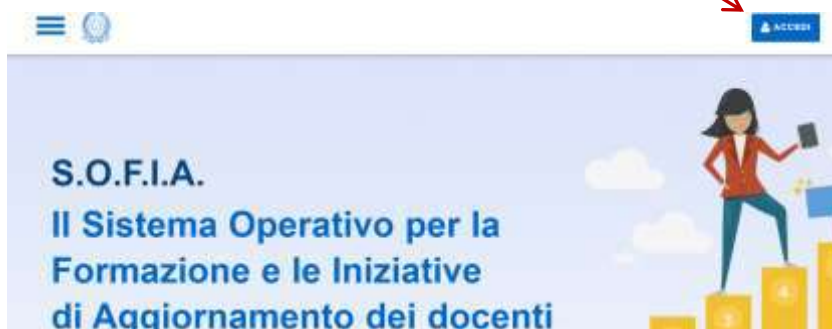 ACCEDI
S.O.F.I.A.
Il Sistema Operativo per la
Formazione e le Iniziative
di Aggiornamento dei docenti